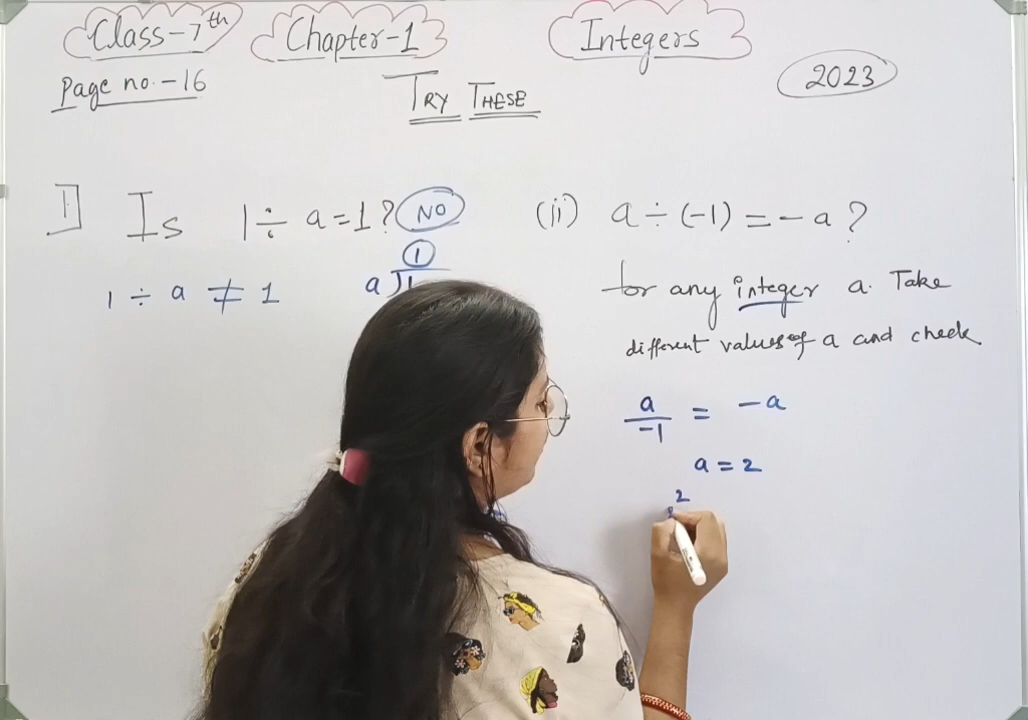 Class-7th Chapter-1 Integers
Page no.-16
TRY THESE
2023
I] Is 1 ÷ a = 1? NO
1 ÷ a ≠ 1
1
a)1
(ii) a ÷ (-1) = -a?
for any integer a. Take
different values of a and check
a/-1 = -a
a = 2
2